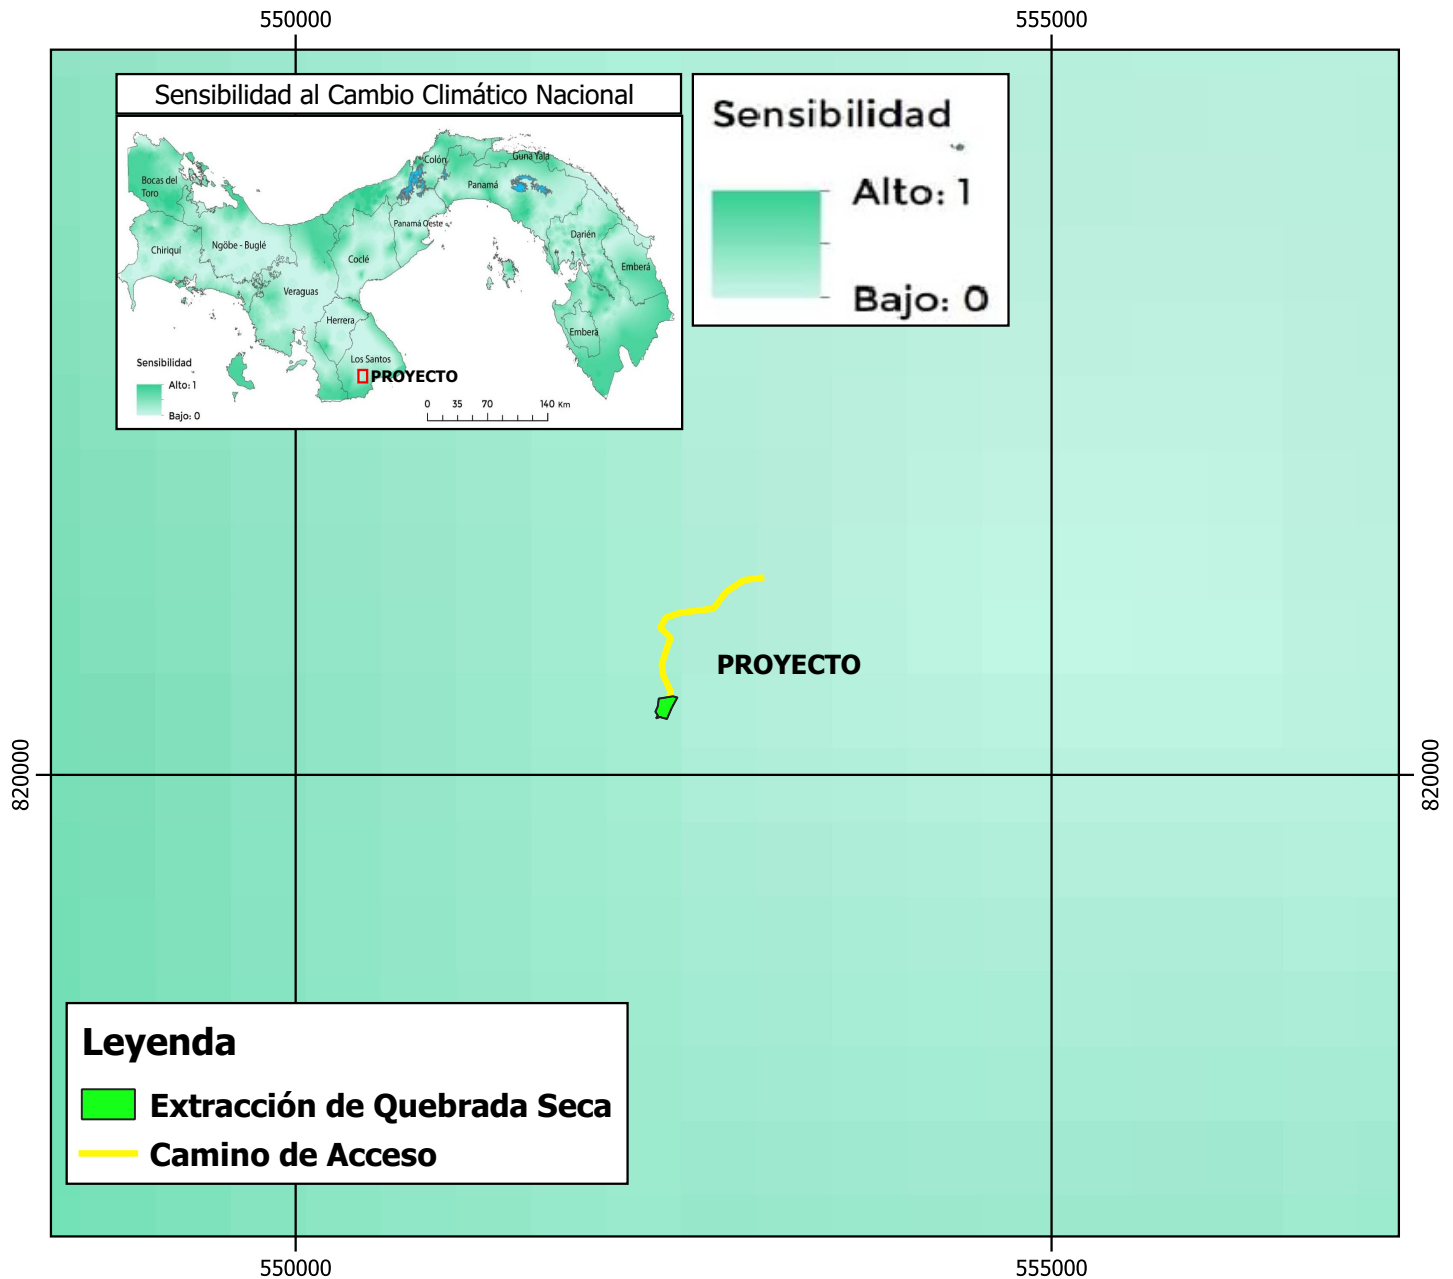 550000
555000
Sensibilidad al Cambio Climático Nacional
Bocas del
Toro
Chiriquí
Ngöbe - Buglé
Veraguas
Coclé
Colón
Panamá Oeste
Panamá
Guna Yala
Darién
Emberá
Emberá
Herrera
Los Santos
PROYECTO
Sensibilidad
Alto: 1
Bajo: 0
0 35 70 140 Km
Sensibilidad
Alto: 1
Bajo: 0
PROYECTO
820000
820000
Leyenda
Extracción de Quebrada Seca
Camino de Acceso
550000
555000